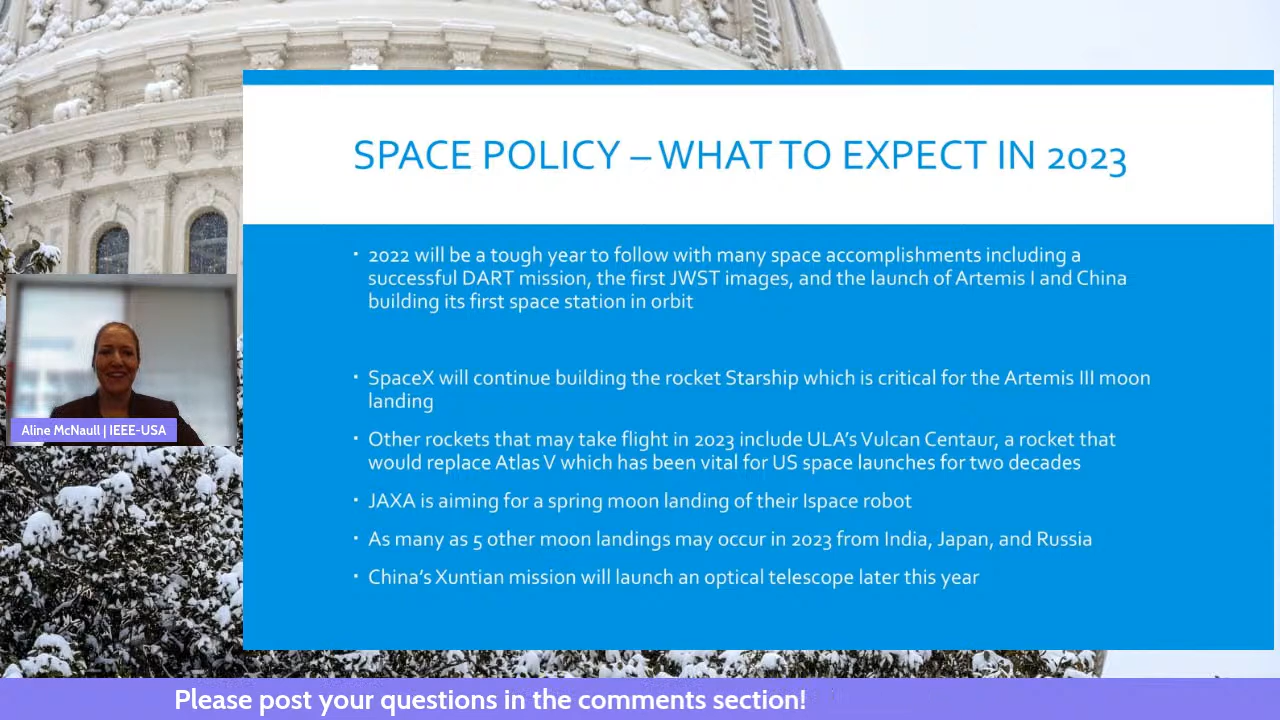 SPACE POLICY – WHAT TO EXPECT IN 2023
▪ 2022 will be a tough year to follow with many space accomplishments including a
successful DART mission, the first JWST images, and the launch of Artemis I and China
building its first space station in orbit
▪ SpaceX will continue building the rocket Starship which is critical for the Artemis III moon
landing
▪ Other rockets that may take flight in 2023 include ULA's Vulcan Centaur, a rocket that
would replace Atlas V which has been vital for US space launches for two decades
▪ JAXA is aiming for a spring moon landing of their Ispace robot
▪ As many as 5 other moon landings may occur in 2023 from India, Japan, and Russia
▪ China's Xuntian mission will launch an optical telescope later this year
Aline McNaull | IEEE-USA
Please post your questions in the comments section!